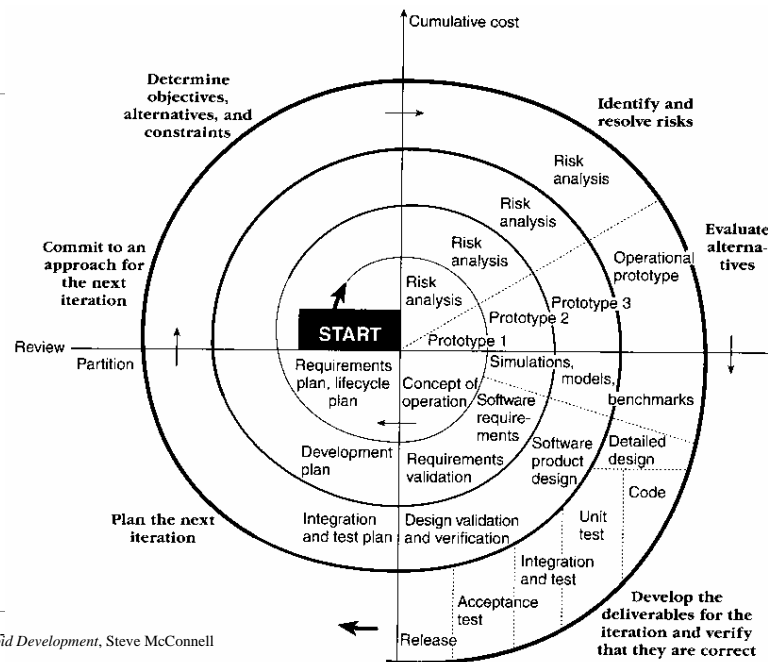 Cumulative cost
Determine
objectives,
alternatives, and
constraints
Identify and
resolve risks
Risk
analysis
Risk
analysis
Risk
analysis
Risk
analysis
Evaluate
alterna-
tives
Operational
prototype
Prototype 3
Prototype 2
Prototype 1
Commit to an
approach for
the next
iteration
START
Review
Partition
Requirements
plan, lifecycle
plan
Concept of
operation
Simulations,
models,
benchmarks
Software
require-
ments
Development
plan
Requirements
validation
Software
product
design
Detailed
design
Code
Plan the next
iteration
Integration
and test plan
Design validation
and verification
Unit
test
Integration
and test
Acceptance
test
Release
Develop the
deliverables for the
iteration and verify
that they are correct
Development, Steve McConnell